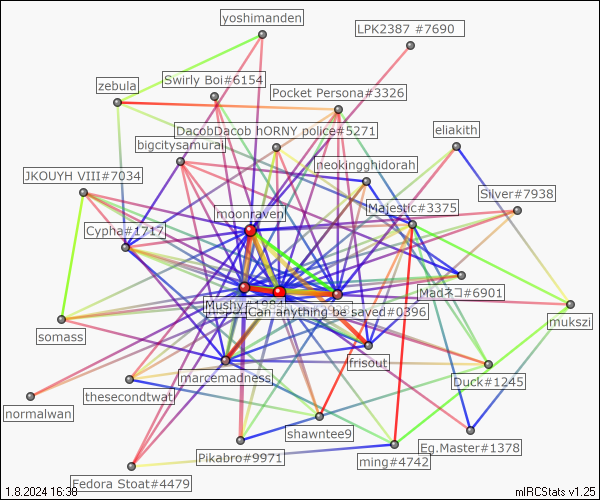 yoshimanden
LPK2387 #7690
Swirly Boi#6154
zebula
Pocket Persona#3326
DacobDacob hORNY police#5271
eliakith
bigcitysamurai
neokingghidorah
JKOUYH VIII#7034
Silver#7938
moonraven
Majestic#3375
Cypha#1717
Madネコ#6901
Mushy#1994
Can anything be saved#0396
mukszi
somass
frisout
marcemadness
Duck#1245
thesecondtwat
normalwan
shawntee9
Eg.Master#1378
Pikabro#9971
ming#4742
Fedora Stoat#4479
1.8.2024 16:38
mIRCStats v1.25